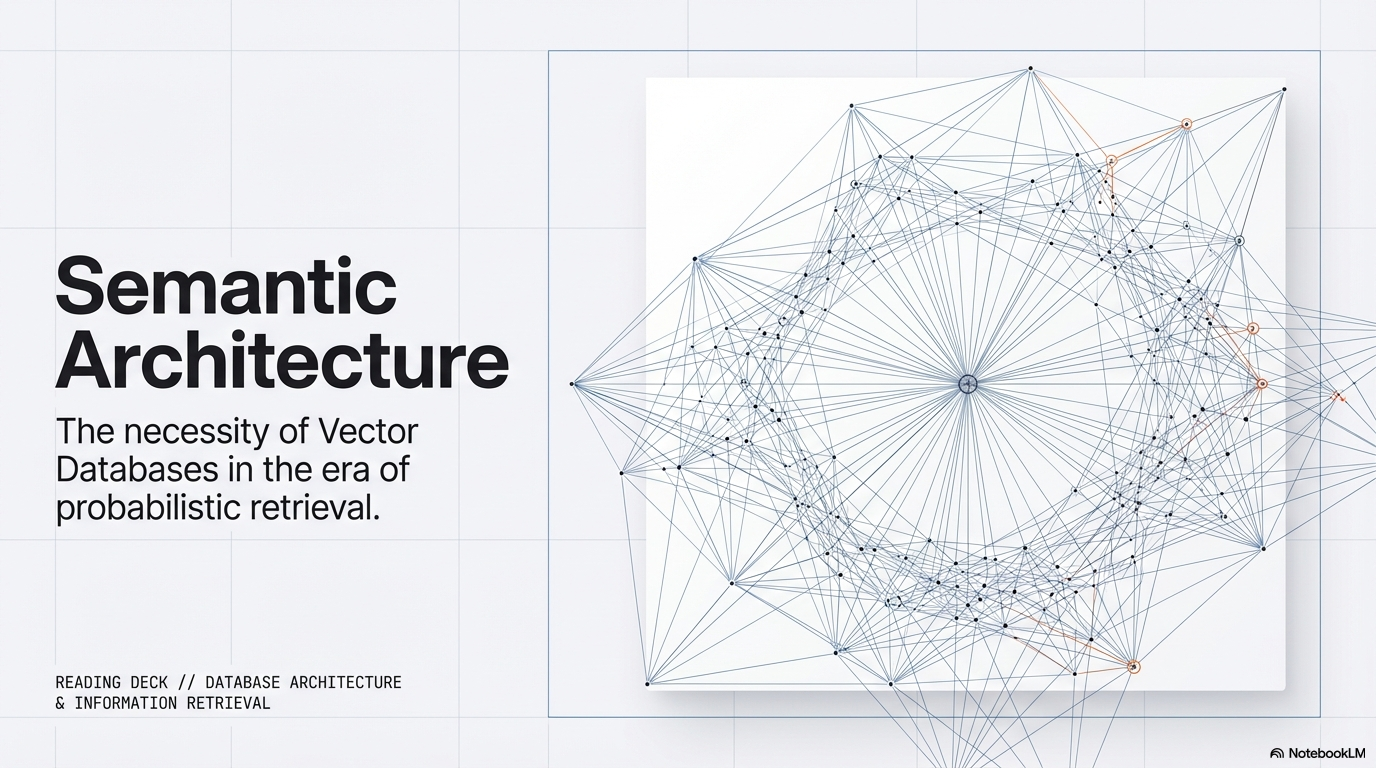 Semantic
Architecture
The necessity of Vector
Databases in the era of
probabilistic retrieval.
READING DECK // DATABASE ARCHITECTURE
& INFORMATION RETRIEVAL
NotebookLM